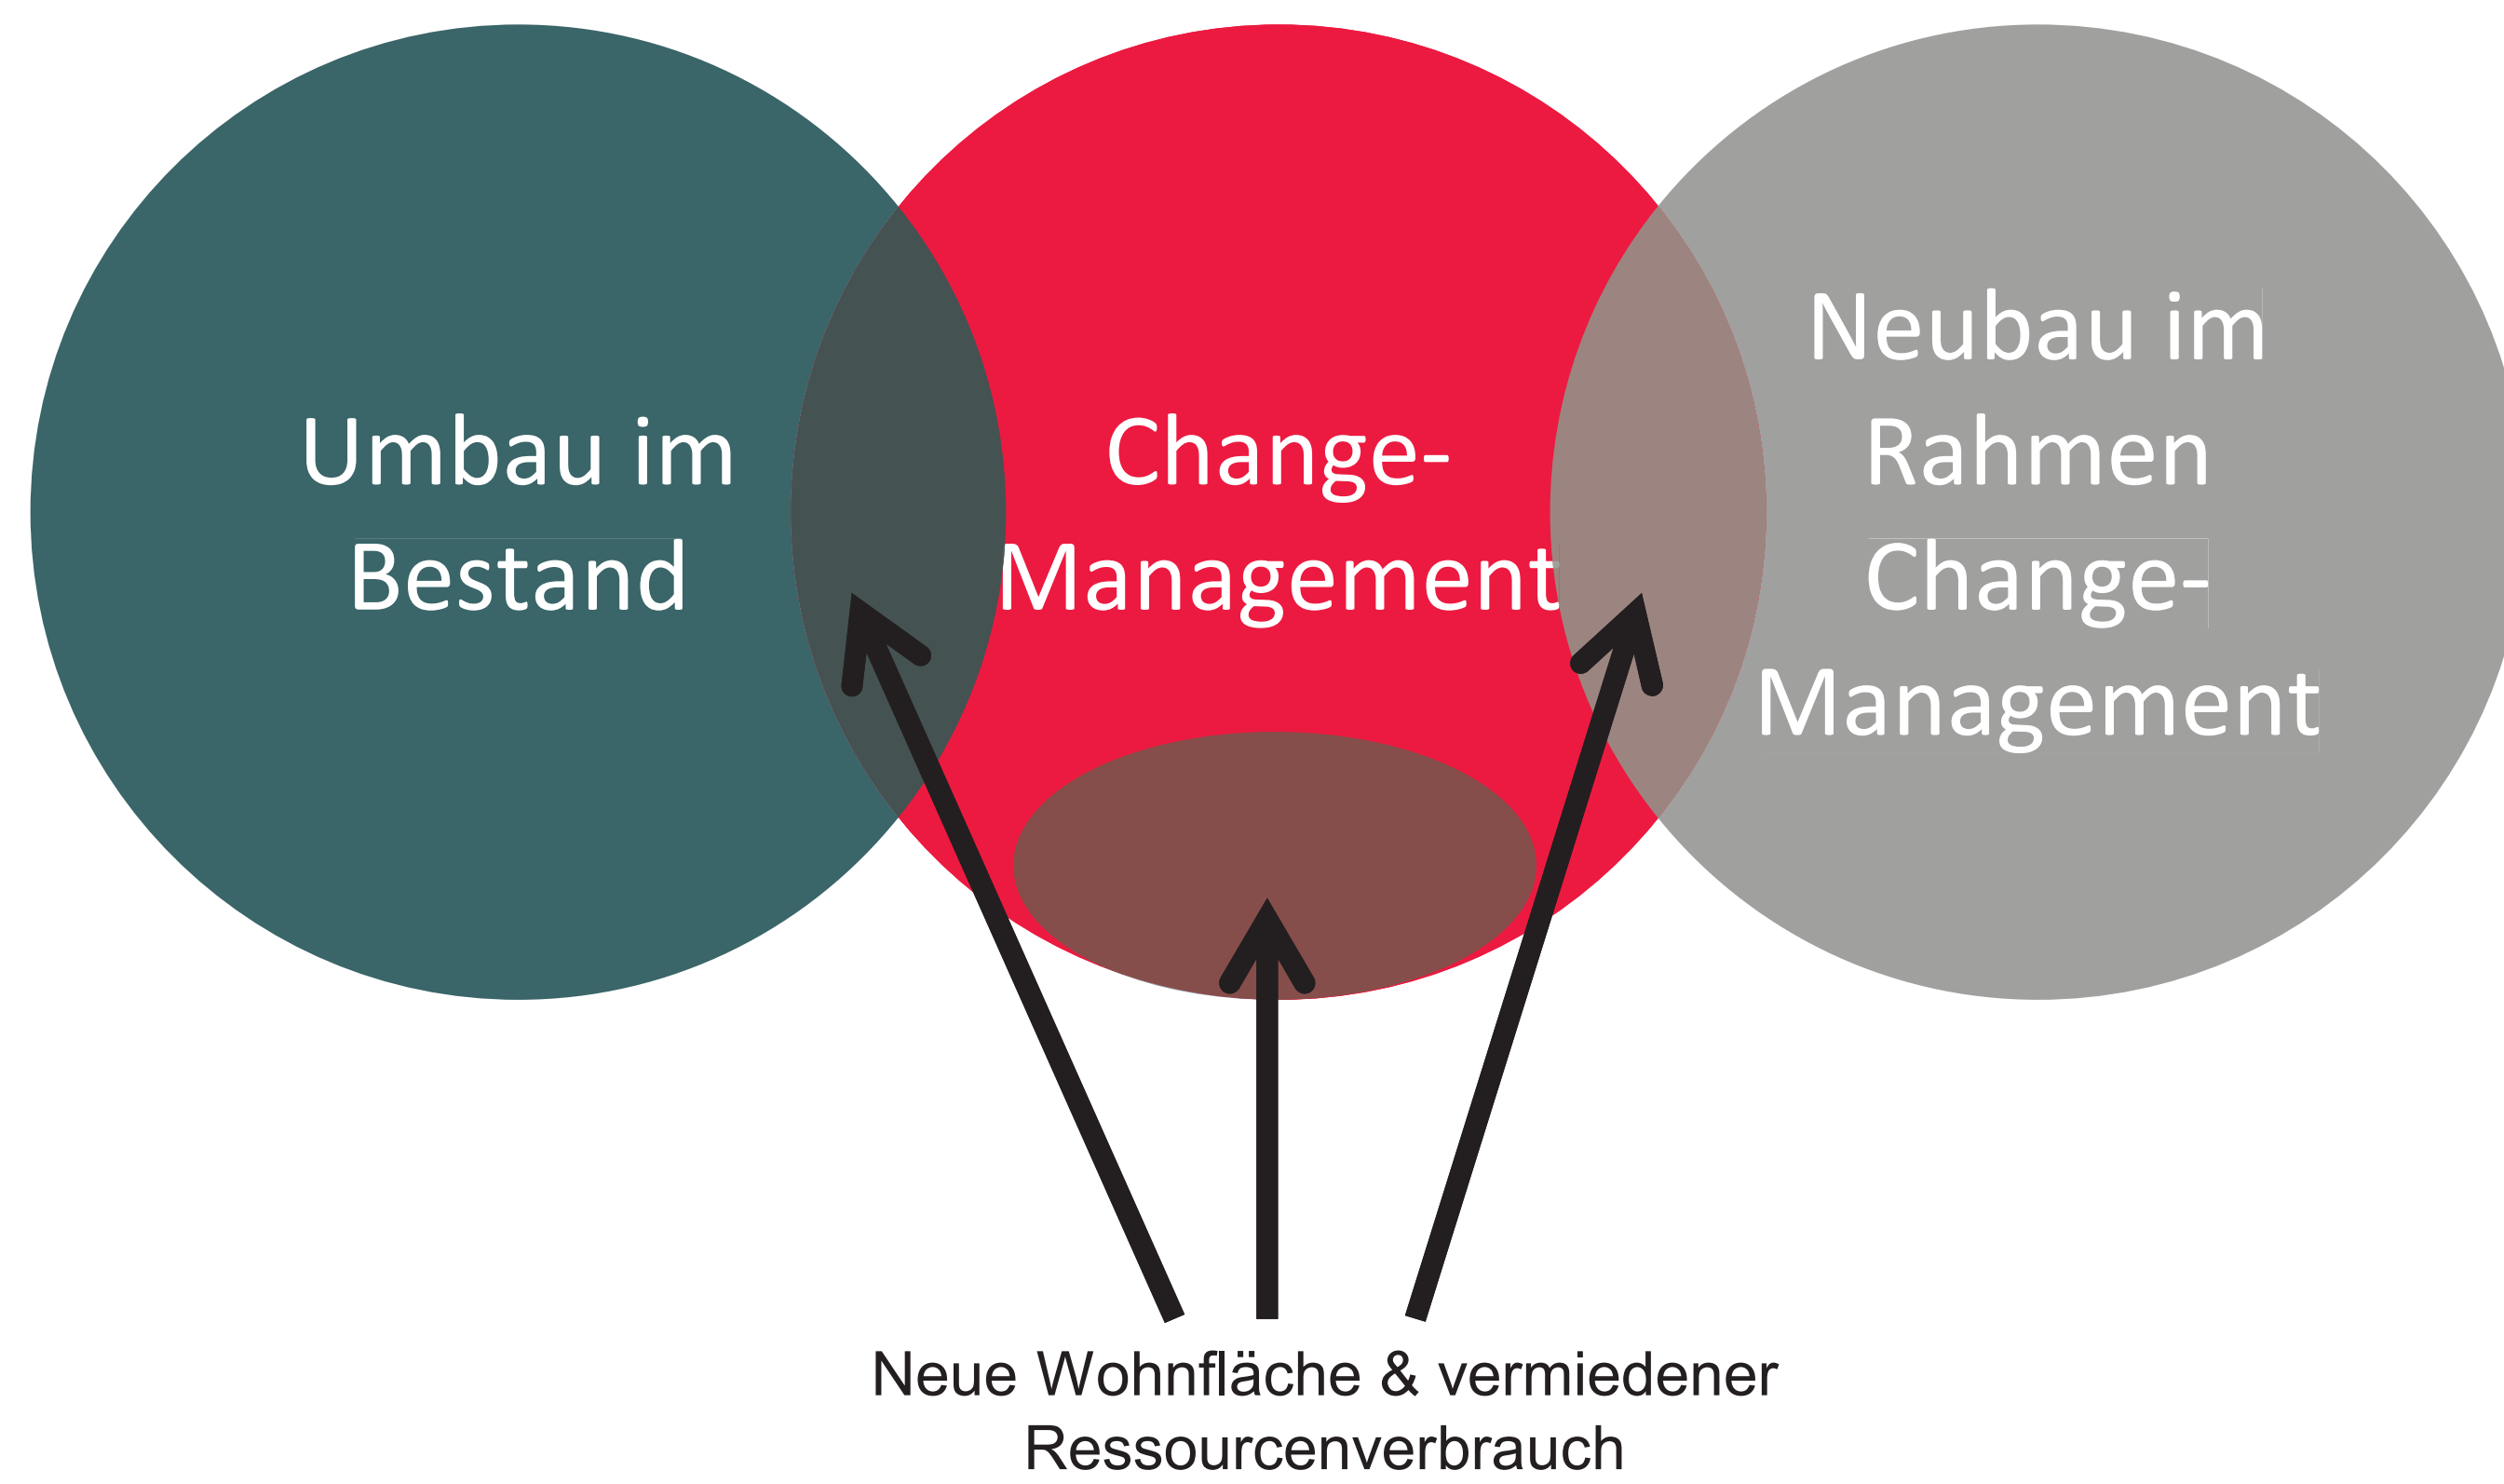 Umbau im
Bestand
Change-
Management
Neubau im
Rahmen
Change-
Management
Neue Wohnfläche & vermiedener
Ressourcenverbrauch